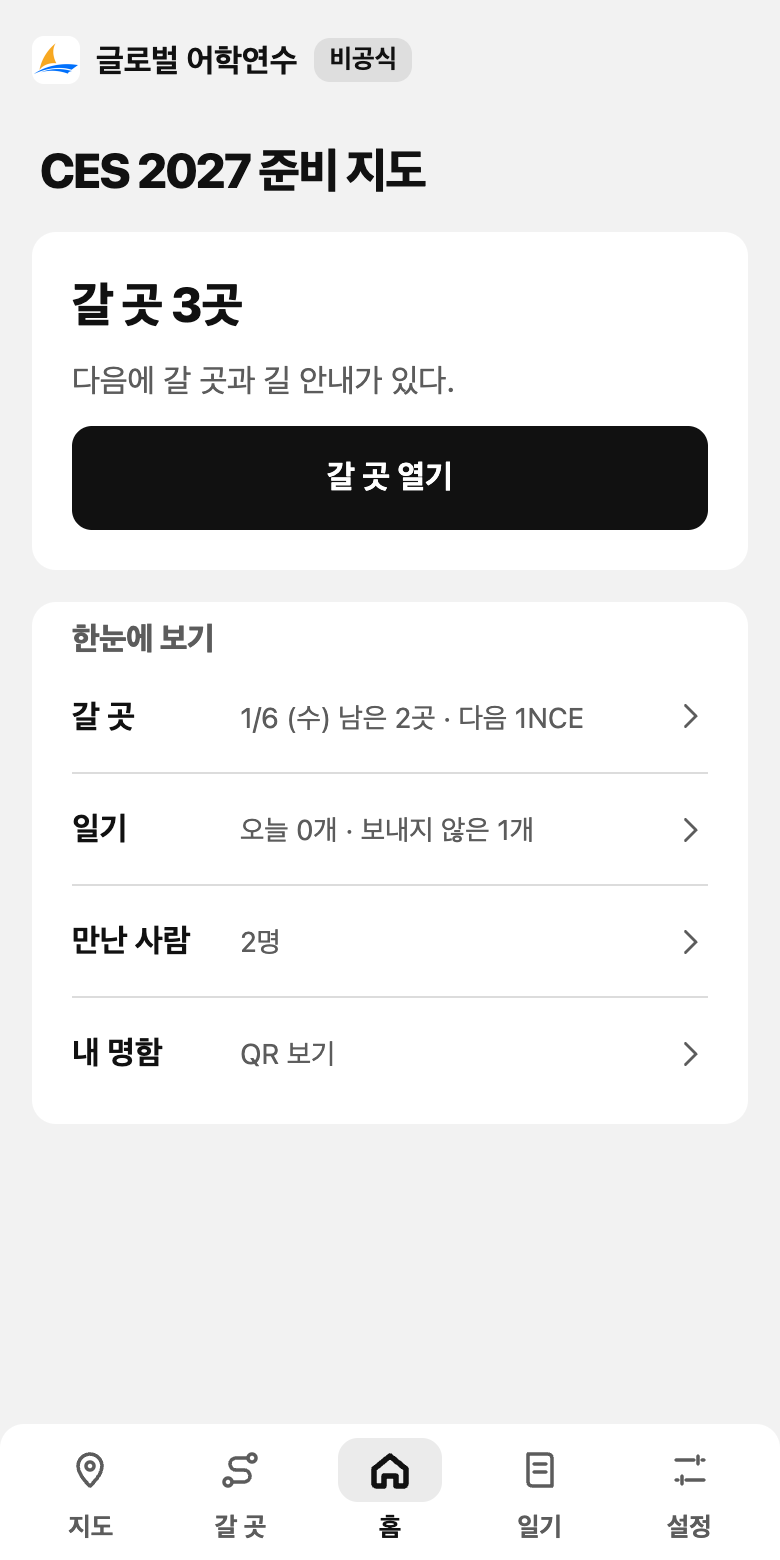 글로벌 어학연수 비공식
CES 2027 준비 지도
갈 곳 3곳
다음에 갈 곳과 길 안내가 있다.
갈 곳 열기
한눈에 보기
갈 곳 1/6 (수) 남은 2곳 · 다음 1NCE
일기 오늘 0개 · 보내지 않은 1개
만난 사람 2명
내 명함 QR 보기
지도 갈 곳 홈 일기 설정